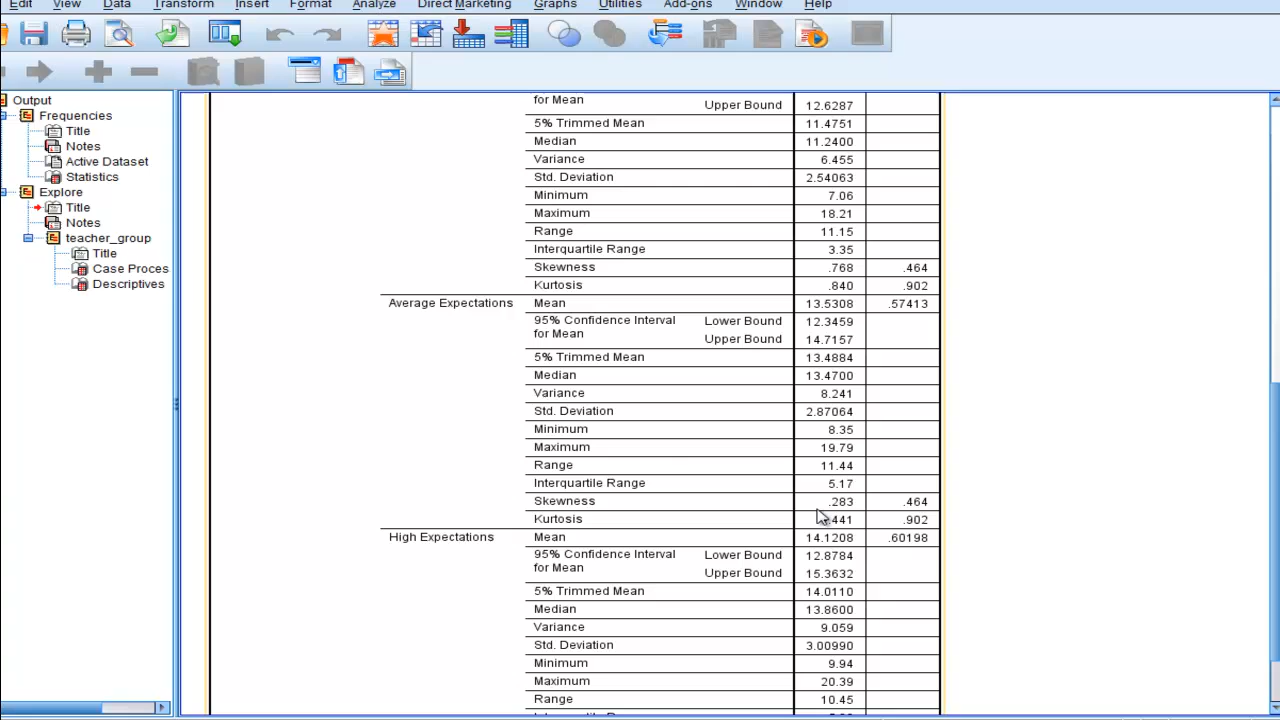 Edit View Data Transform Insert Format Analyze Direct Marketing Graphs Utilities Add-ons Window Help
Output
Frequencies
Title
Notes
Active Dataset
Statistics
Explore
Title
Notes
teacher_group
Title
Case Proces
Descriptives
for Mean Upper Bound 12.6287
5% Trimmed Mean 11.4751
Median 11.2400
Variance 6.455
Std. Deviation 2.54063
Minimum 7.06
Maximum 18.21
Range 11.15
Interquartile Range 3.35
Skewness .768 .464
Kurtosis .840 .902
Average Expectations Mean 13.5308 .57413
95% Confidence Interval Lower Bound 12.3459
for Mean Upper Bound 14.7157
5% Trimmed Mean 13.4884
Median 13.4700
Variance 8.241
Std. Deviation 2.87064
Minimum 8.35
Maximum 19.79
Range 11.44
Interquartile Range 5.17
Skewness .283 .464
Kurtosis 441 .902
High Expectations Mean 14.1208 .60198
95% Confidence Interval Lower Bound 12.8784
for Mean Upper Bound 15.3632
5% Trimmed Mean 14.0110
Median 13.8600
Variance 9.059
Std. Deviation 3.00990
Minimum 9.94
Maximum 20.39
Range 10.45